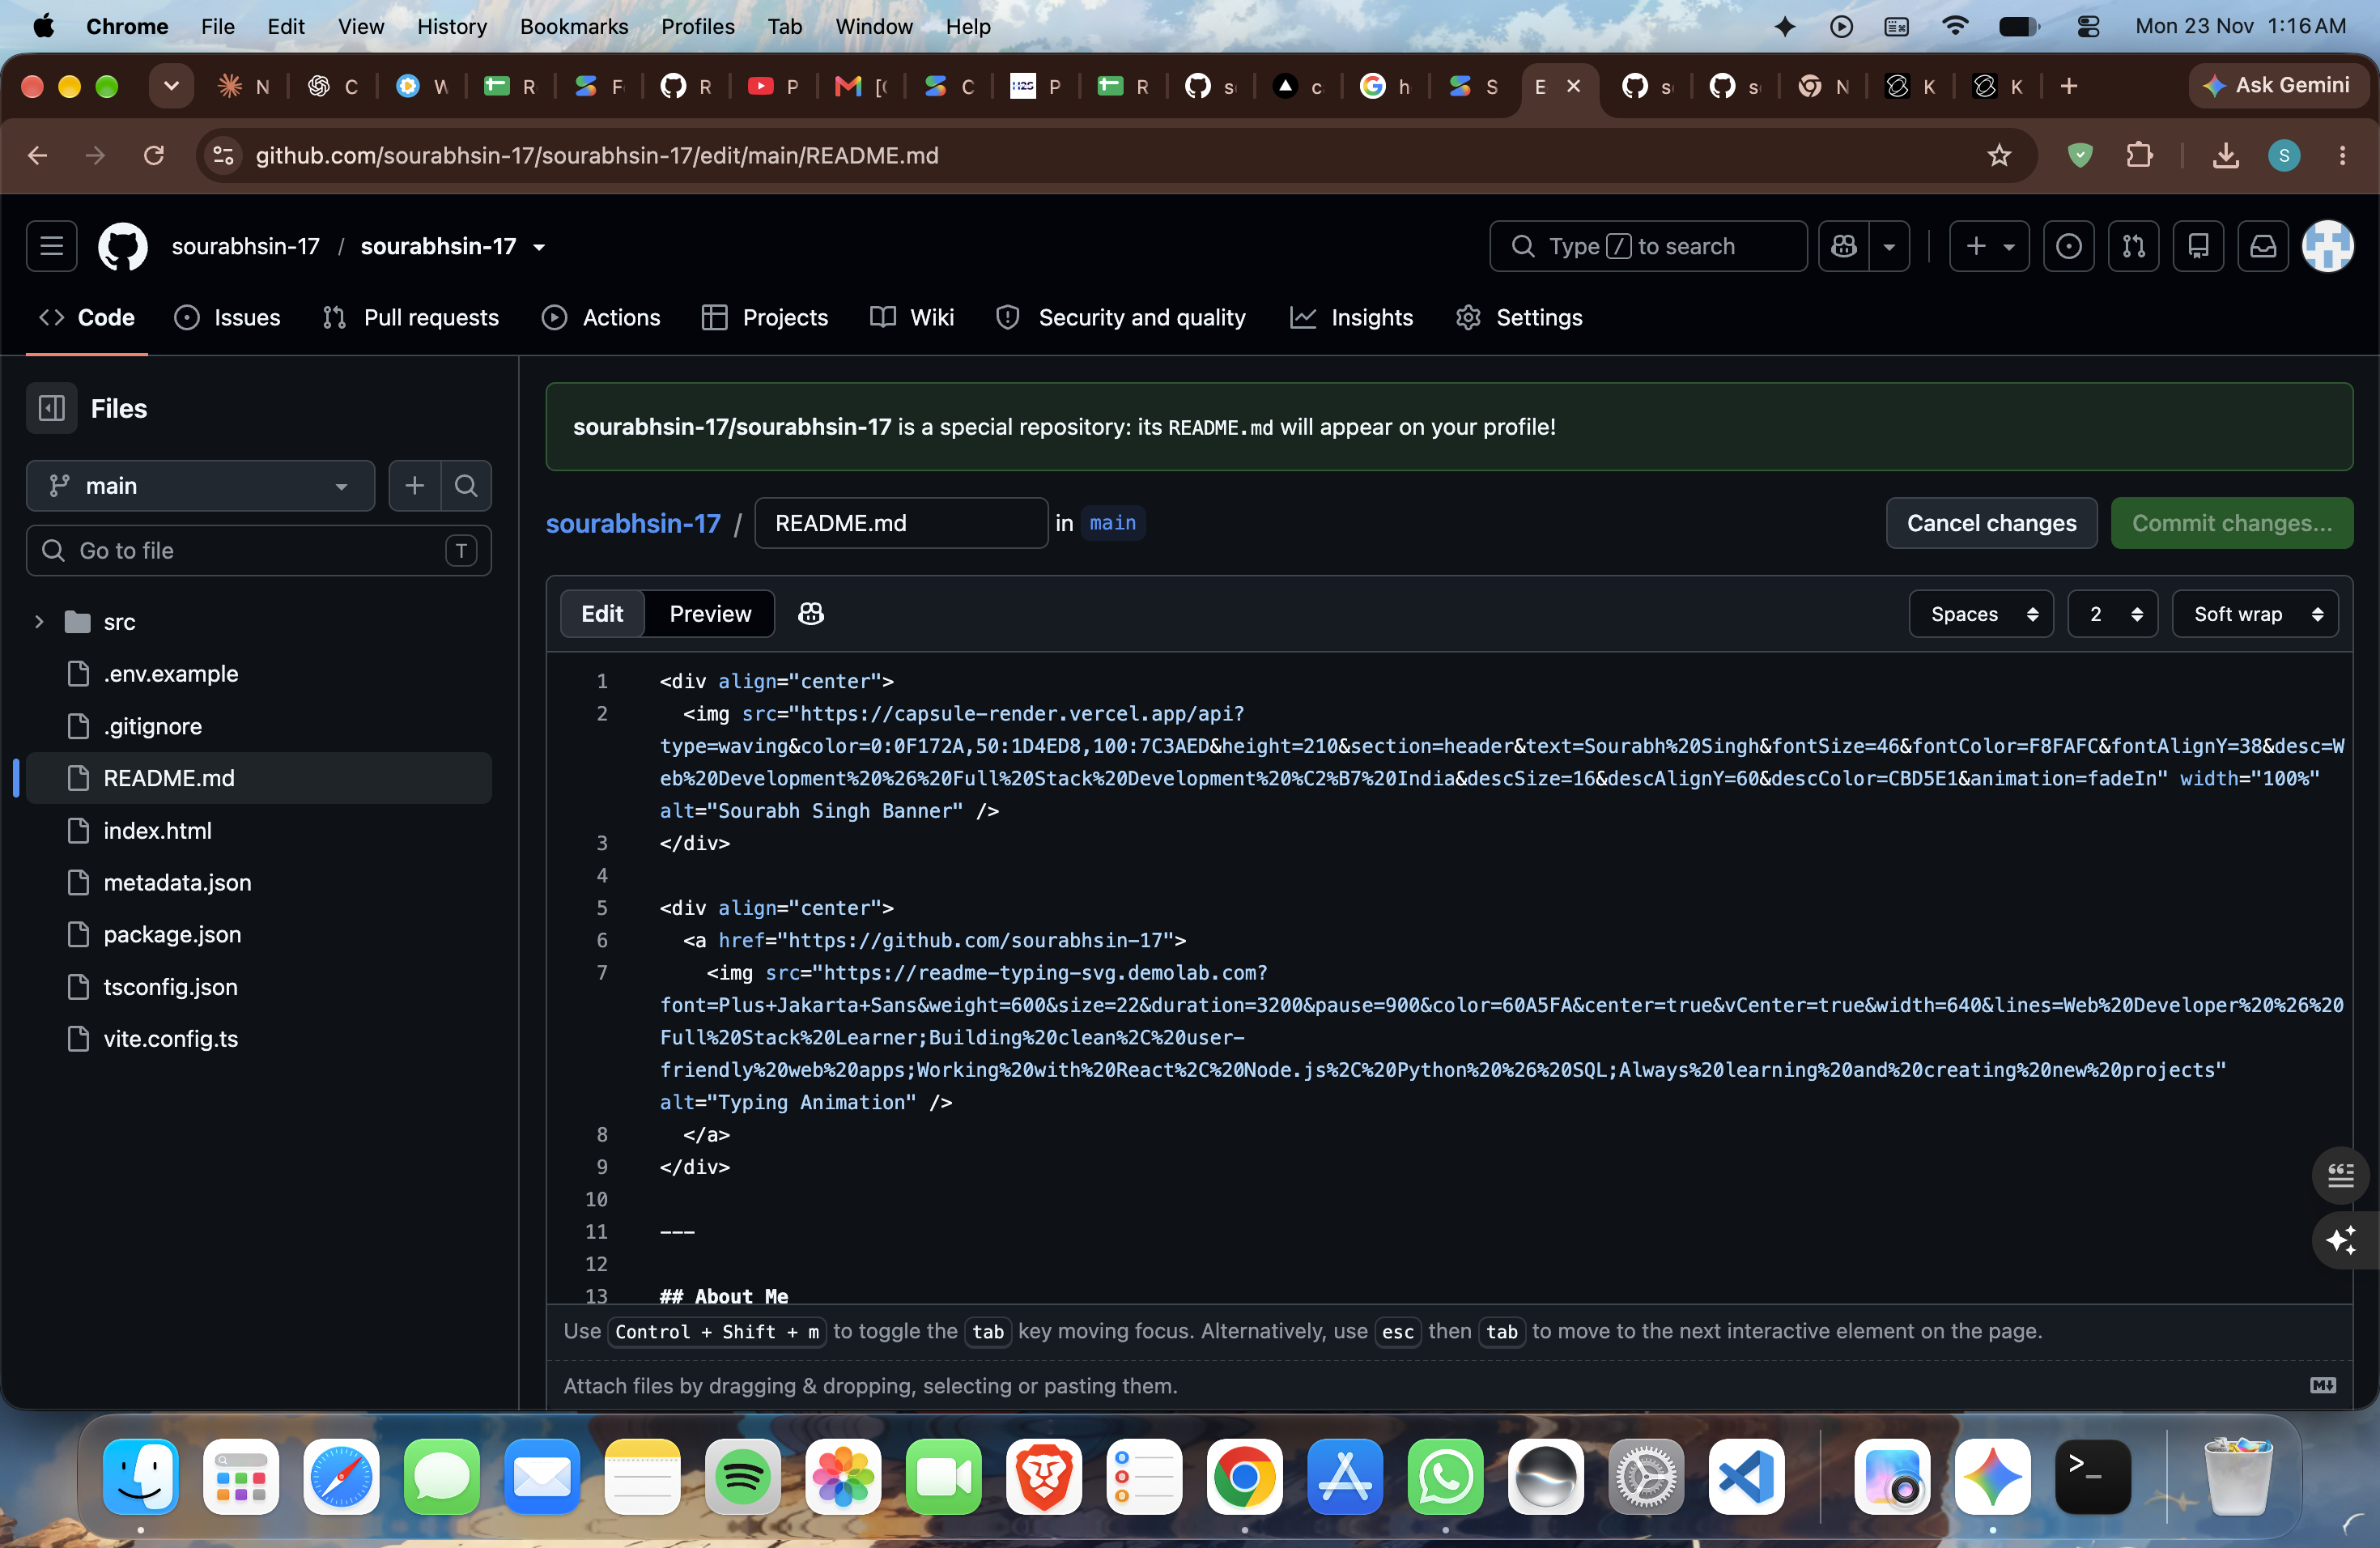 Chrome File Edit View History Bookmarks Profiles Tab Window Help Mon 23 Nov 1:16 AM
N C W R F R P [ C P R s c h S E s s N K K Ask Gemini
github.com/sourabhsin-17/sourabhsin-17/edit/main/README.md S
sourabhsin-17 / sourabhsin-17 Type / to search
Code Issues Pull requests Actions Projects Wiki Security and quality Insights Settings
Files
main
Go to file T
src
.env.example
.gitignore
README.md
index.html
metadata.json
package.json
tsconfig.json
vite.config.ts
sourabhsin-17/sourabhsin-17 is a special repository: its README.md will appear on your profile!
sourabhsin-17 / README.md in main Cancel changes Commit changes...
Edit Preview Spaces 2 Soft wrap
1 <div align="center">
2 <img src="https://capsule-render.vercel.app/api?
type=waving&color=0:0F172A,50:1D4ED8,100:7C3AED&height=210&section=header&text=Sourabh%20Singh&fontSize=46&fontColor=F8FAFC&fontAlignY=38&desc=W
eb%20Development%20%26%20Full%20Stack%20Development%20%C2%B7%20India&descSize=16&descAlignY=60&descColor=CBD5E1&animation=fadeIn" width="100%"
alt="Sourabh Singh Banner" />
3 </div>
4
5 <div align="center">
6 <a href="https://github.com/sourabhsin-17">
7 <img src="https://readme-typing-svg.demolab.com?
font=Plus+Jakarta+Sans&weight=600&size=22&duration=3200&pause=900&color=60A5FA&center=true&vCenter=true&width=640&lines=Web%20Developer%20%26%20
Full%20Stack%20Learner;Building%20clean%2C%20user-
friendly%20web%20apps;Working%20with%20React%2C%20Node.js%2C%20Python%20%26%20SQL;Always%20learning%20and%20creating%20new%20projects"
alt="Typing Animation" />
8 </a>
9 </div>
10
11 ---
12
13 ## About Me
Use Control + Shift + m to toggle the tab key moving focus. Alternatively, use esc then tab to move to the next interactive element on the page.
Attach files by dragging & dropping, selecting or pasting them.